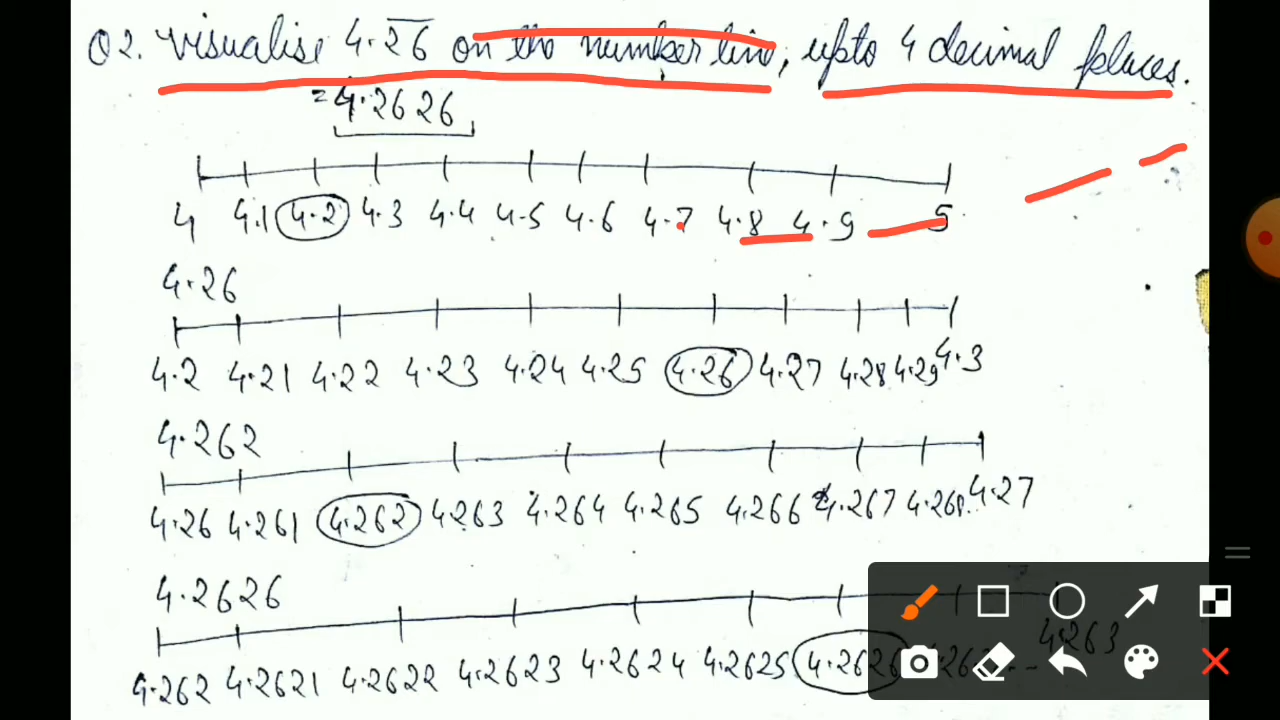 Q2. Visualise 4.2̅6̅ on the number line, upto 4 decimal places.
= 4.2626
4 4.1 4.2 4.3 4.4 4.5 4.6 4.7 4.8 4.9 5
4.26
4.2 4.21 4.22 4.23 4.24 4.25 4.26 4.27 4.28 4.29 4.3
4.262
4.26 4.261 4.262 4.263 4.264 4.265 4.266 4.267 4.268.. 4.27
4.2626
4.262 4.2621 4.2622 4.2623 4.2624 4.2625 4.2626 4.263